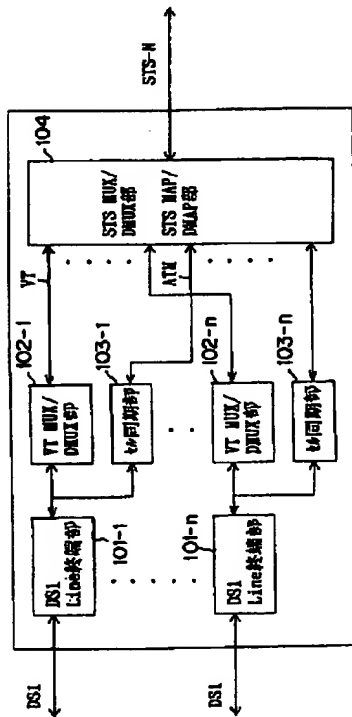 DS1
DS1
Line終端部
101-1
DS1
DS1
Line終端部
101-n
VT MUX/
DMUX部
102-1
セル同期部
103-1
VT MUX/
DMUX部
102-n
セル同期部
103-n
VT
ATM
STS MUX/
DMUX部
STS MAP/
DMAP部
104
STS-N